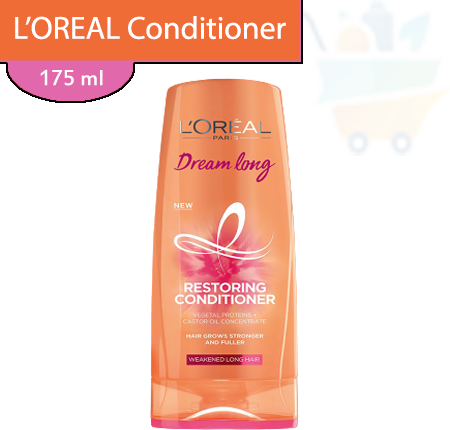 L'OREAL Conditioner
175 ml
L'ORÉAL
PARIS
Dream long
NEW
RESTORING
CONDITIONER
VEGETAL PROTEINS +
CASTOR OIL CONCENTRATE
HAIR GROWS STRONGER
AND FULLER
WEAKENED LONG HAIR